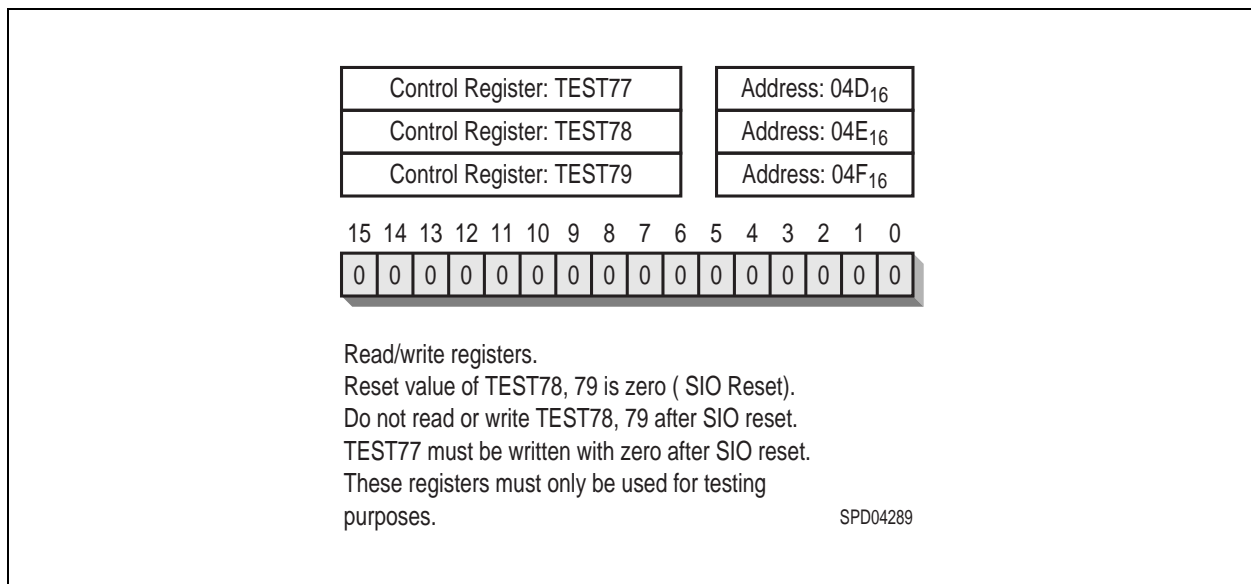 Control Register: TEST77 Address: 04D16
Control Register: TEST78 Address: 04E16
Control Register: TEST79 Address: 04F16
15 14 13 12 11 10 9 8 7 6 5 4 3 2 1 0
0 0 0 0 0 0 0 0 0 0 0 0 0 0 0 0
Read/write registers.
Reset value of TEST78, 79 is zero ( SIO Reset).
Do not read or write TEST78, 79 after SIO reset.
TEST77 must be written with zero after SIO reset.
These registers must only be used for testing
purposes. SPD04289